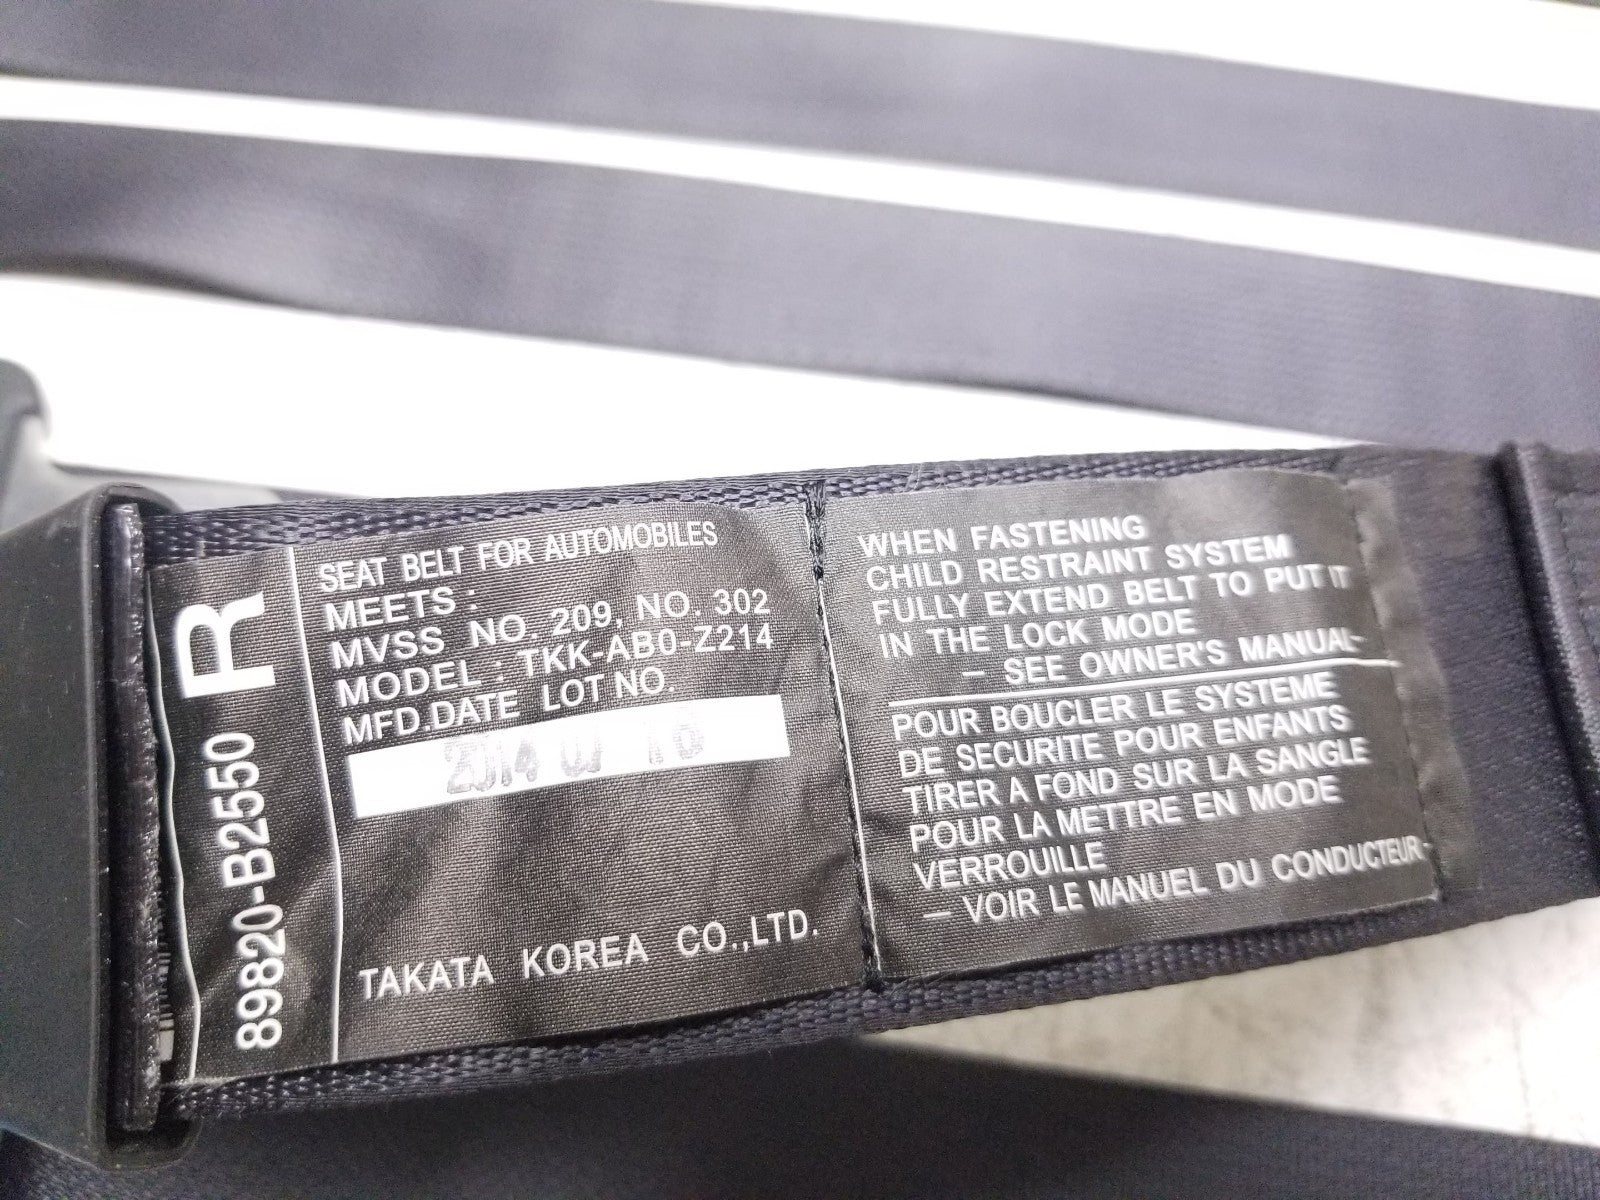 R
89820-B2550
SEAT BELT FOR AUTOMOBILES
MEETS :
MVSS NO. 209, NO. 302
MODEL : TKK-AB0-Z214
MFD.DATE LOT NO.
2014
TAKATA KOREA CO.,LTD.
WHEN FASTENING
CHILD RESTRAINT SYSTEM
FULLY EXTEND BELT TO PUT IT
IN THE LOCK MODE
– SEE OWNER'S MANUAL–
POUR BOUCLER LE SYSTEME
DE SECURITE POUR ENFANTS
TIRER A FOND SUR LA SANGLE
POUR LA METTRE EN MODE
VERROUILLE
– VOIR LE MANUEL DU CONDUCTEUR–